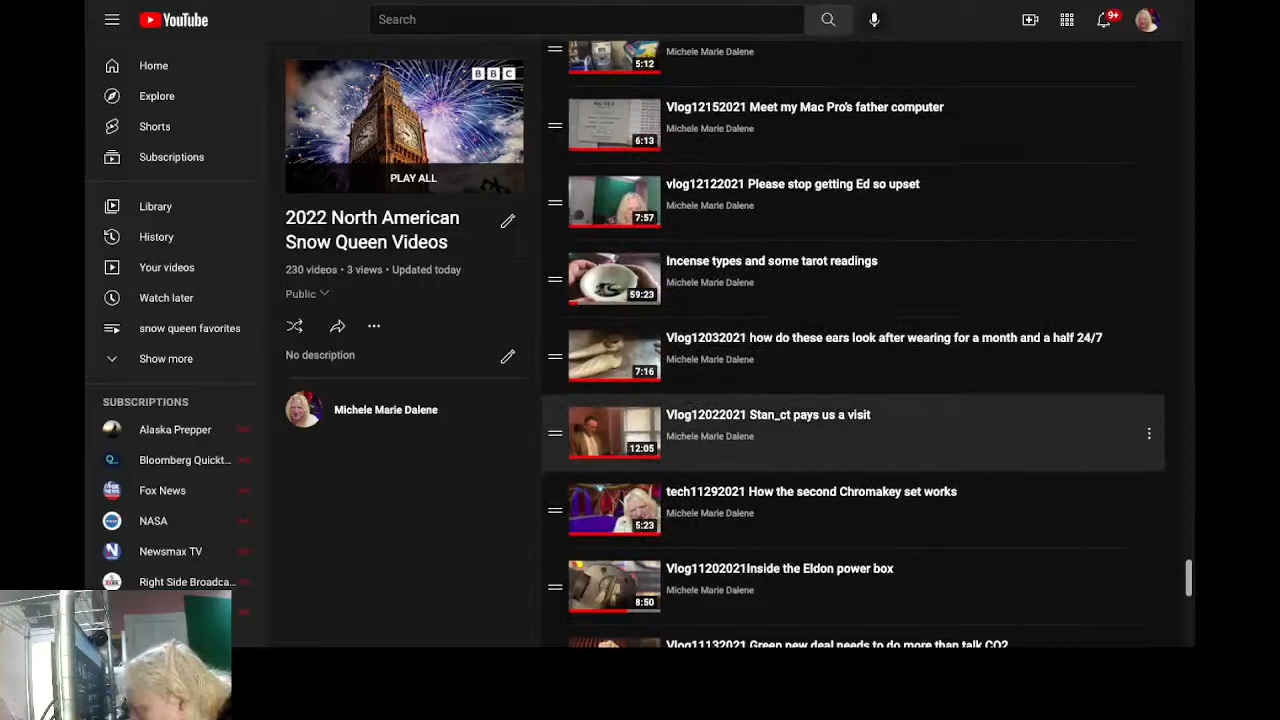 YouTube
Search
9+
Home
Explore
Shorts
Subscriptions
Library
History
Your videos
Watch later
snow queen favorites
Show more
SUBSCRIPTIONS
Alaska Prepper
Bloomberg Quickt...
Fox News
NASA
Newsmax TV
Right Side Broadca...
BBC
PLAY ALL
2022 North American
Snow Queen Videos
230 videos • 3 views • Updated today
Public
No description
Michele Marie Dalene
5:12
Michele Marie Dalene
6:13
Vlog12152021 Meet my Mac Pro's father computer
Michele Marie Dalene
7:57
vlog12122021 Please stop getting Ed so upset
Michele Marie Dalene
59:23
Incense types and some tarot readings
Michele Marie Dalene
7:16
Vlog12032021 how do these ears look after wearing for a month and a half 24/7
Michele Marie Dalene
12:05
Vlog12022021 Stan_ct pays us a visit
Michele Marie Dalene
5:23
tech11292021 How the second Chromakey set works
Michele Marie Dalene
8:50
Vlog11202021Inside the Eldon power box
Michele Marie Dalene
Vlog11132021 Green new deal needs to do more than talk CO2